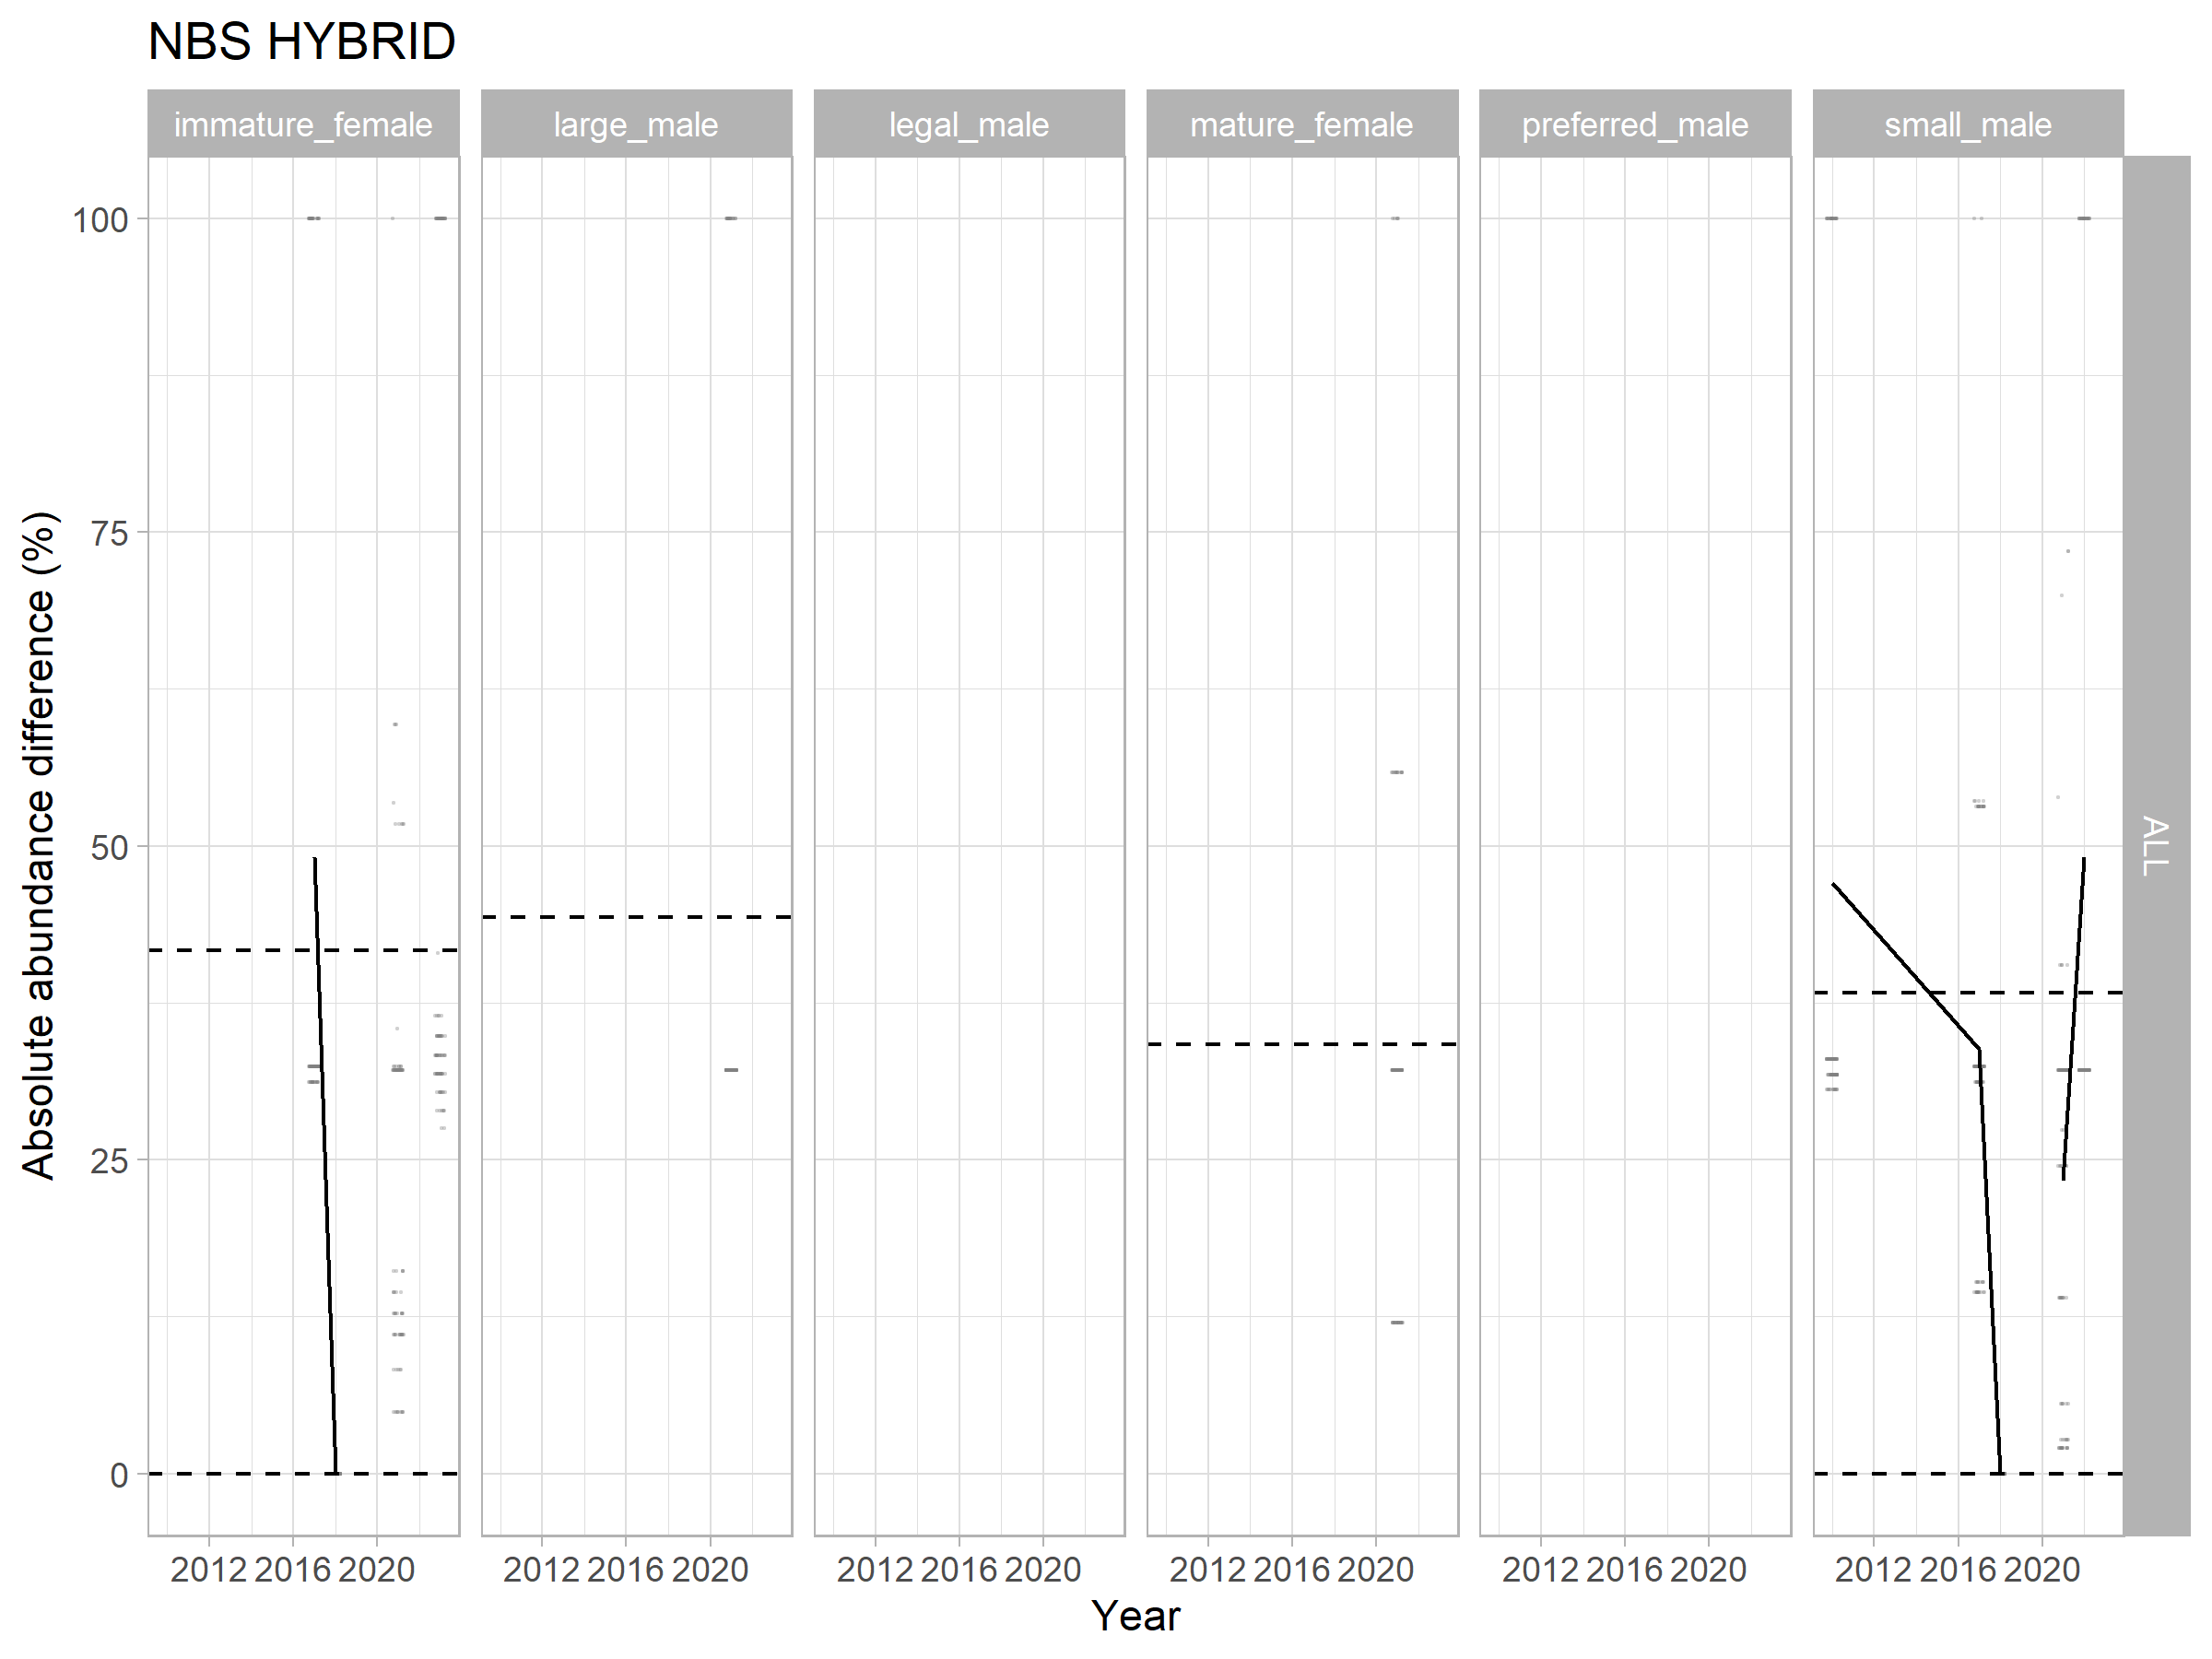 NBS HYBRID
immature_female large_male legal_male mature_female preferred_male small_male
100
75
50
25
0
Absolute abundance difference (%)
ALL
2012 2016 2020 2012 2016 2020 2012 2016 2020 2012 2016 2020 2012 2016 2020 2012 2016 2020
Year